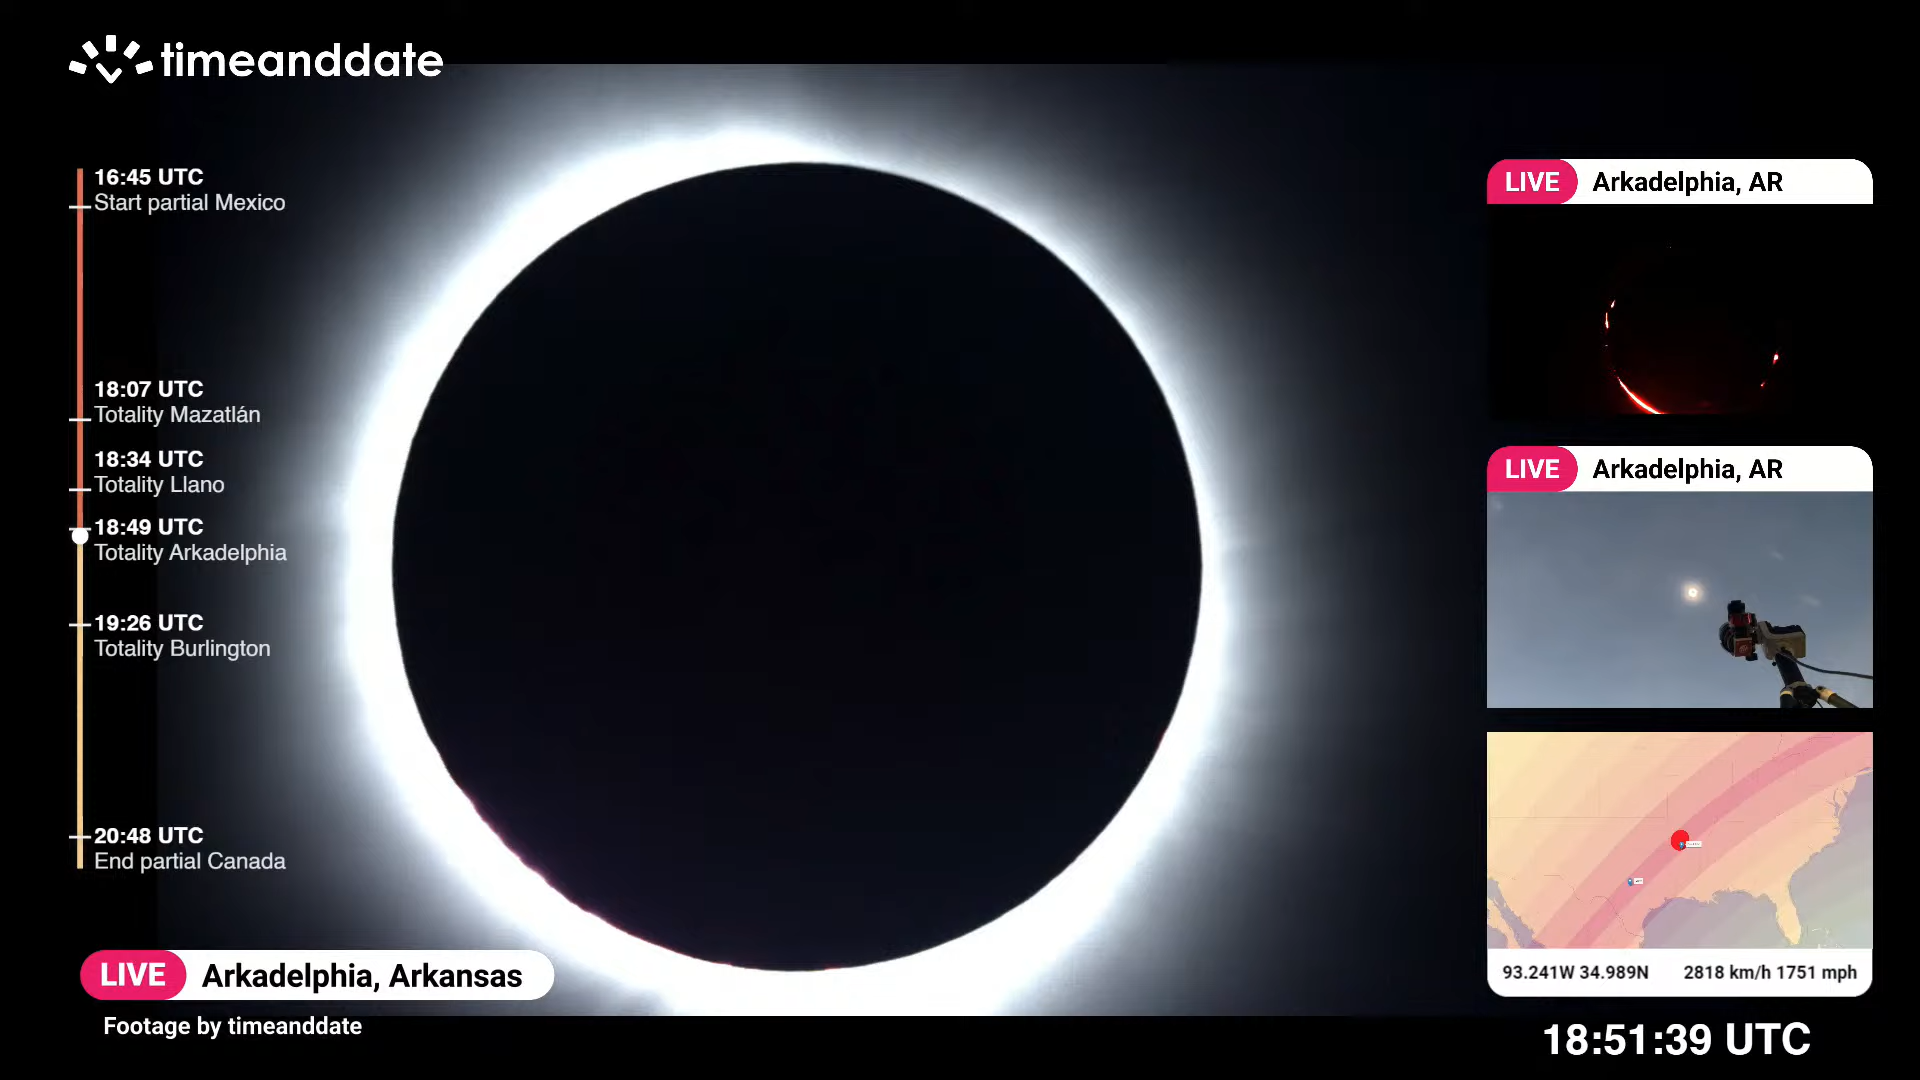 timeanddate
16:45 UTC
Start partial Mexico
18:07 UTC
Totality Mazatlán
18:34 UTC
Totality Llano
18:49 UTC
Totality Arkadelphia
19:26 UTC
Totality Burlington
20:48 UTC
End partial Canada
LIVE Arkadelphia, Arkansas
Footage by timeanddate
LIVE Arkadelphia, AR
LIVE Arkadelphia, AR
93.241W 34.989N 2818 km/h 1751 mph
18:51:39 UTC